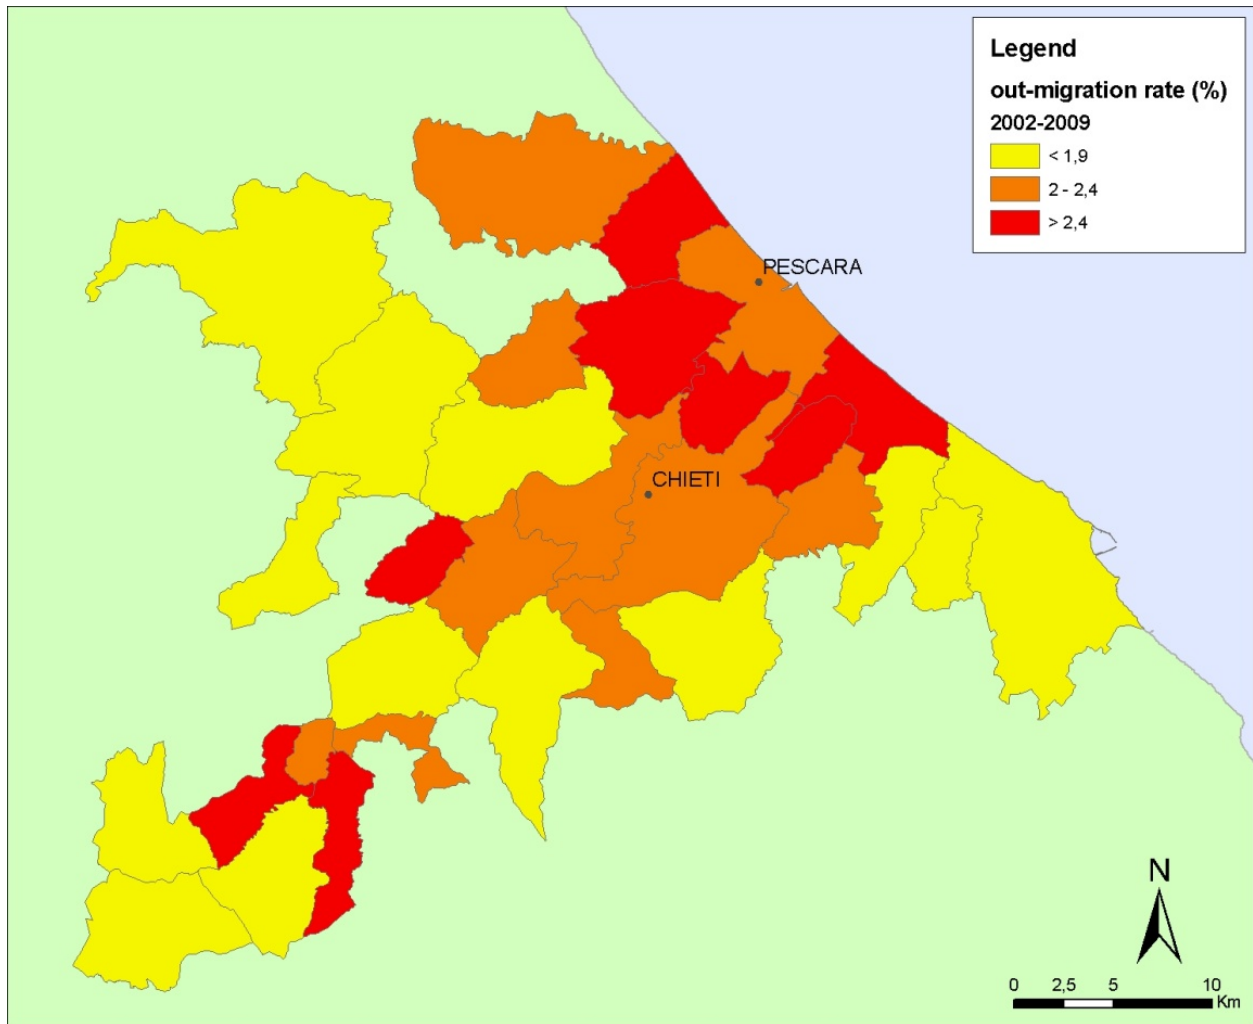 Legend
out-migration rate (%)
2002-2009
< 1,9
2 - 2,4
> 2,4
PESCARA
CHIETI
N
0 2,5 5 10
Km